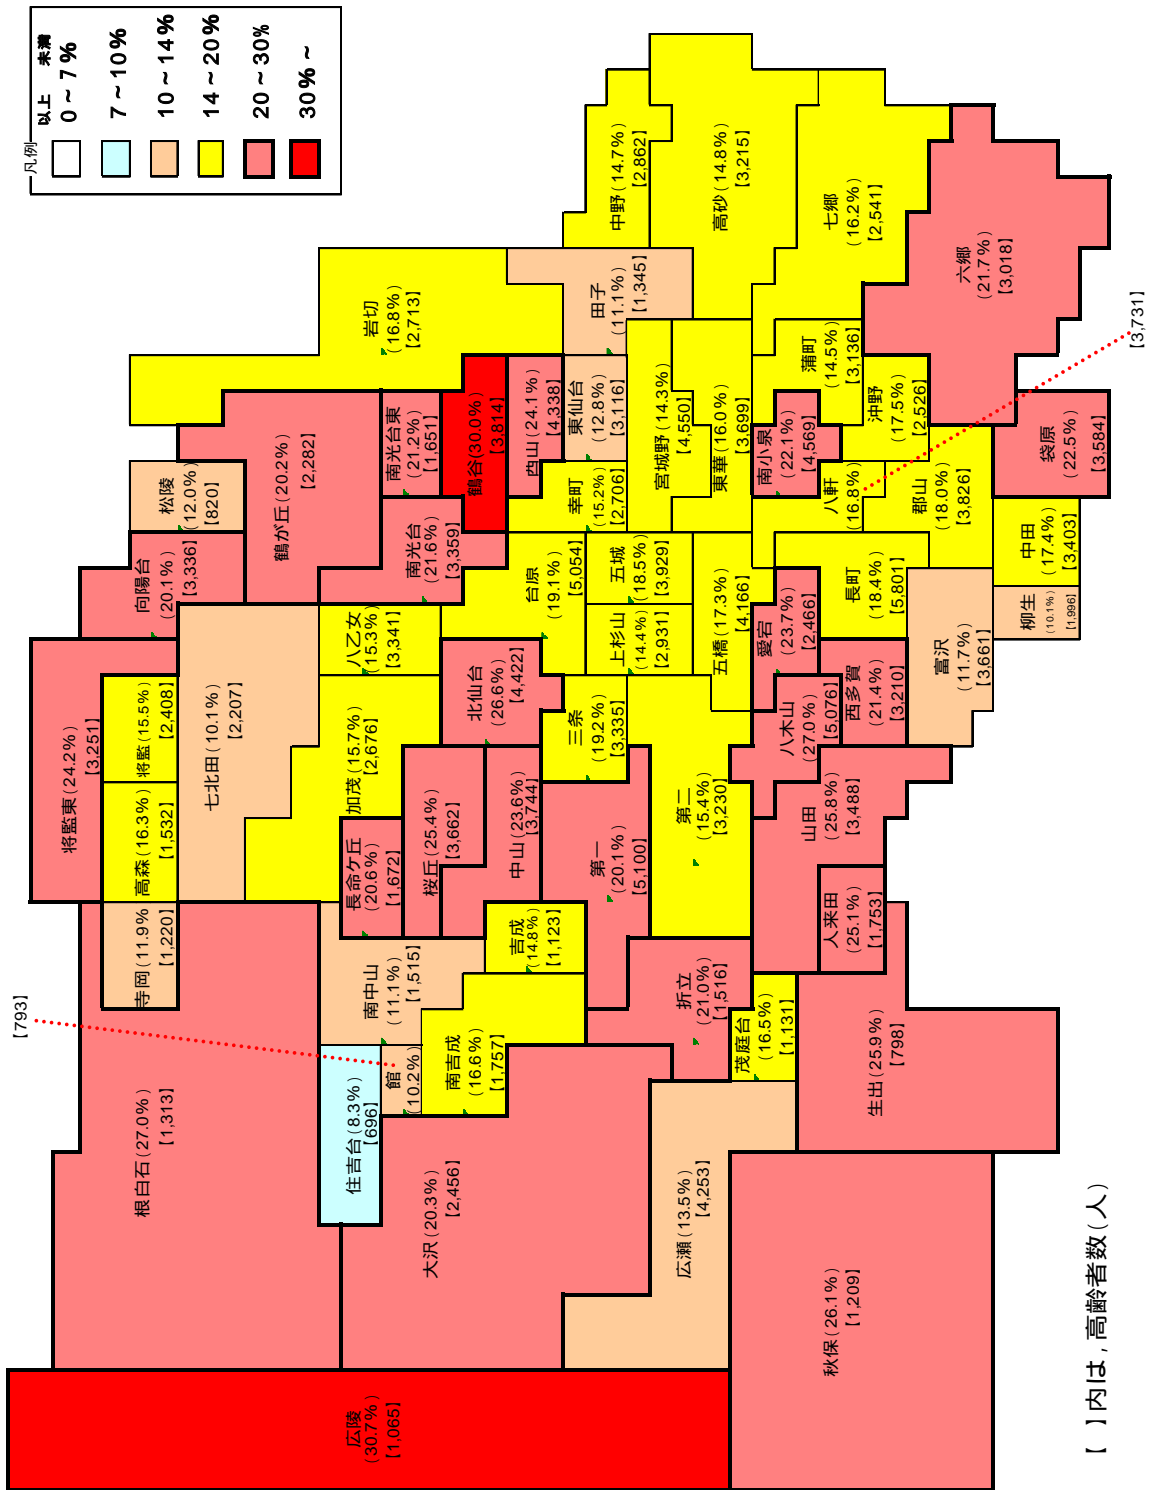 凡例
以上　未満
0～7%
7～10%
10～14%
14～20%
20～30%
30%～
中野(14.7%)
【2,862】
高砂(14.8%)
【3,215】
七郷
(16.2%)
【2,541】
六郷
(21.7%)
【3,018】
岩切
(16.8%)
【2,713】
田子
(11.1%)
【1,345】
鶴谷(30.0%)
【3,814】
西山(24.1%)
【4,338】
東仙台
(12.8%)
【3,116】
宮城野(14.3%)
【4,550】
東華(16.0%)
【3,699】
蒲町
(14.5%)
【3,136】
沖野
(17.5%)
【2,526】
南小泉
(22.1%)
【4,569】
八軒
(16.8%)
【3,731】
郡山
(18.0%)
【3,826】
袋原
(22.5%)
【3,584】
中田
(17.4%)
【3,403】
柳生
(10.1%)
【1,996】
松陵
(12.0%)
【820】
鶴が丘(20.2%)
【2,282】
南光台東
(21.2%)
【1,651】
南光台
(21.6%)
【3,359】
幸町
(15.2%)
【2,706】
向陽台
(20.1%)
【3,336】
台原
(19.1%)
【5,054】
五城
(18.5%)
【3,929】
上杉山
(14.4%)
【2,931】
五橋(17.3%)
【4,166】
愛宕
(23.7%)
【2,466】
長町
(18.4%)
【5,801】
富沢
(11.7%)
【3,661】
八乙女
(15.3%)
【3,341】
北仙台
(26.6%)
【4,422】
三条
(19.2%)
【3,335】
八木山
(27.0%)
【5,076】
西多賀
(21.4%)
【3,210】
将監東(24.2%)
【3,251】
将監(15.5%)
【2,408】
高森(16.3%)
【1,532】
七北田(10.1%)
【2,207】
加茂(15.7%)
【2,676】
長命ケ丘
(20.6%)
【1,672】
桜丘(25.4%)
【3,662】
中山(23.6%)
【3,744】
第一
(20.1%)
【5,100】
第二
(15.4%)
【3,230】
山田
(25.8%)
【3,488】
人来田
(25.1%)
【1,753】
寺岡(11.9%
【1,220】
南中山
(11.1%)
【1,515】
吉成
(14.8%)
【1,123】
折立
(21.0%)
【1,516】
茂庭台
(16.5%)
【1,131】
生出(25.9%)
【798】
根白石(27.0%)
【1,313】
住吉台(8.3%)
【696】
館
(10.2%)
【793】
南吉成
(16.6%)
【1,757】
大沢(20.3%)
【2,456】
広瀬(13.5%)
【4,253】
秋保(26.1%)
【1,209】
広陵
(30.7%)
【1,065】
【　】内は，高齢者数(人)